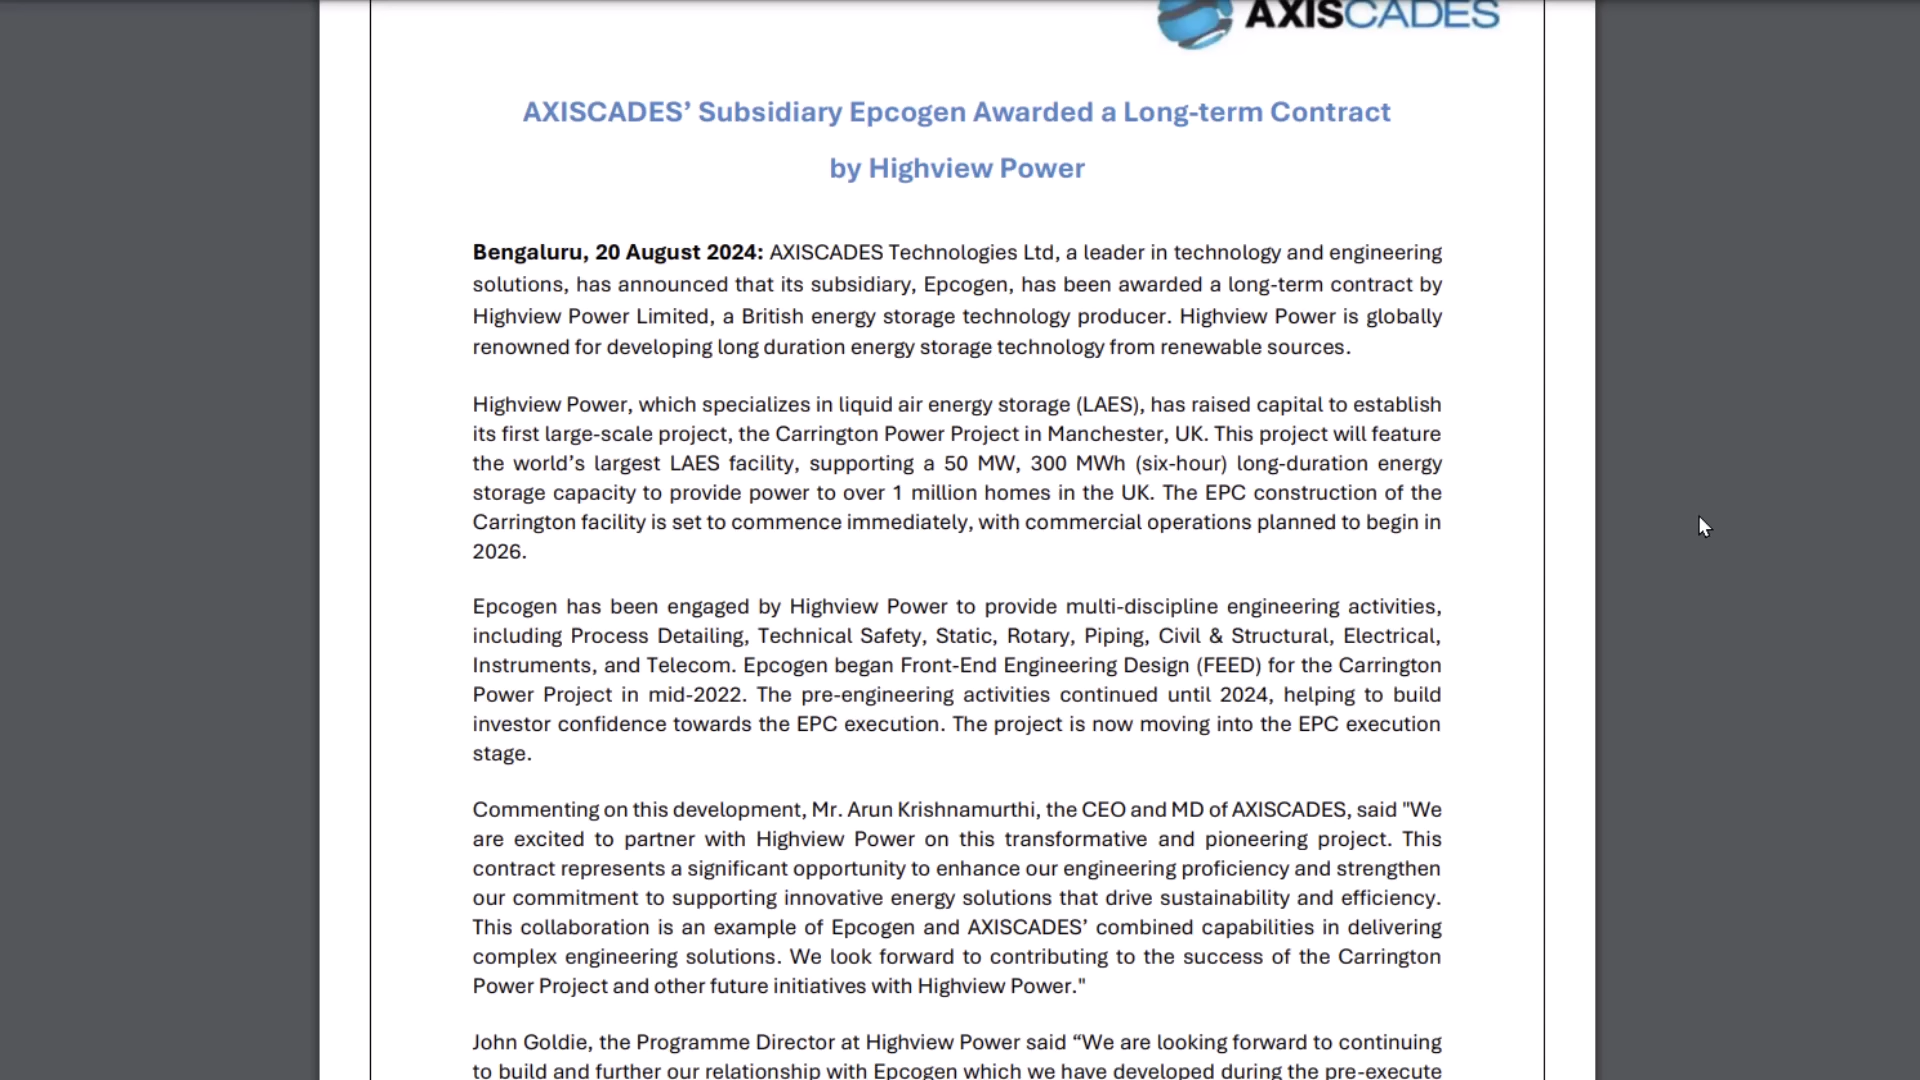 AXISCADES
AXISCADES’ Subsidiary Epcogen Awarded a Long-term Contract
by Highview Power
Bengaluru, 20 August 2024: AXISCADES Technologies Ltd, a leader in technology and engineering
solutions, has announced that its subsidiary, Epcogen, has been awarded a long-term contract by
Highview Power Limited, a British energy storage technology producer. Highview Power is globally
renowned for developing long duration energy storage technology from renewable sources.
Highview Power, which specializes in liquid air energy storage (LAES), has raised capital to establish
its first large-scale project, the Carrington Power Project in Manchester, UK. This project will feature
the world’s largest LAES facility, supporting a 50 MW, 300 MWh (six-hour) long-duration energy
storage capacity to provide power to over 1 million homes in the UK. The EPC construction of the
Carrington facility is set to commence immediately, with commercial operations planned to begin in
2026.
Epcogen has been engaged by Highview Power to provide multi-discipline engineering activities,
including Process Detailing, Technical Safety, Static, Rotary, Piping, Civil & Structural, Electrical,
Instruments, and Telecom. Epcogen began Front-End Engineering Design (FEED) for the Carrington
Power Project in mid-2022. The pre-engineering activities continued until 2024, helping to build
investor confidence towards the EPC execution. The project is now moving into the EPC execution
stage.
Commenting on this development, Mr. Arun Krishnamurthi, the CEO and MD of AXISCADES, said "We
are excited to partner with Highview Power on this transformative and pioneering project. This
contract represents a significant opportunity to enhance our engineering proficiency and strengthen
our commitment to supporting innovative energy solutions that drive sustainability and efficiency.
This collaboration is an example of Epcogen and AXISCADES’ combined capabilities in delivering
complex engineering solutions. We look forward to contributing to the success of the Carrington
Power Project and other future initiatives with Highview Power."
John Goldie, the Programme Director at Highview Power said “We are looking forward to continuing
to build and further our relationship with Epcogen which we have developed during the pre-execute